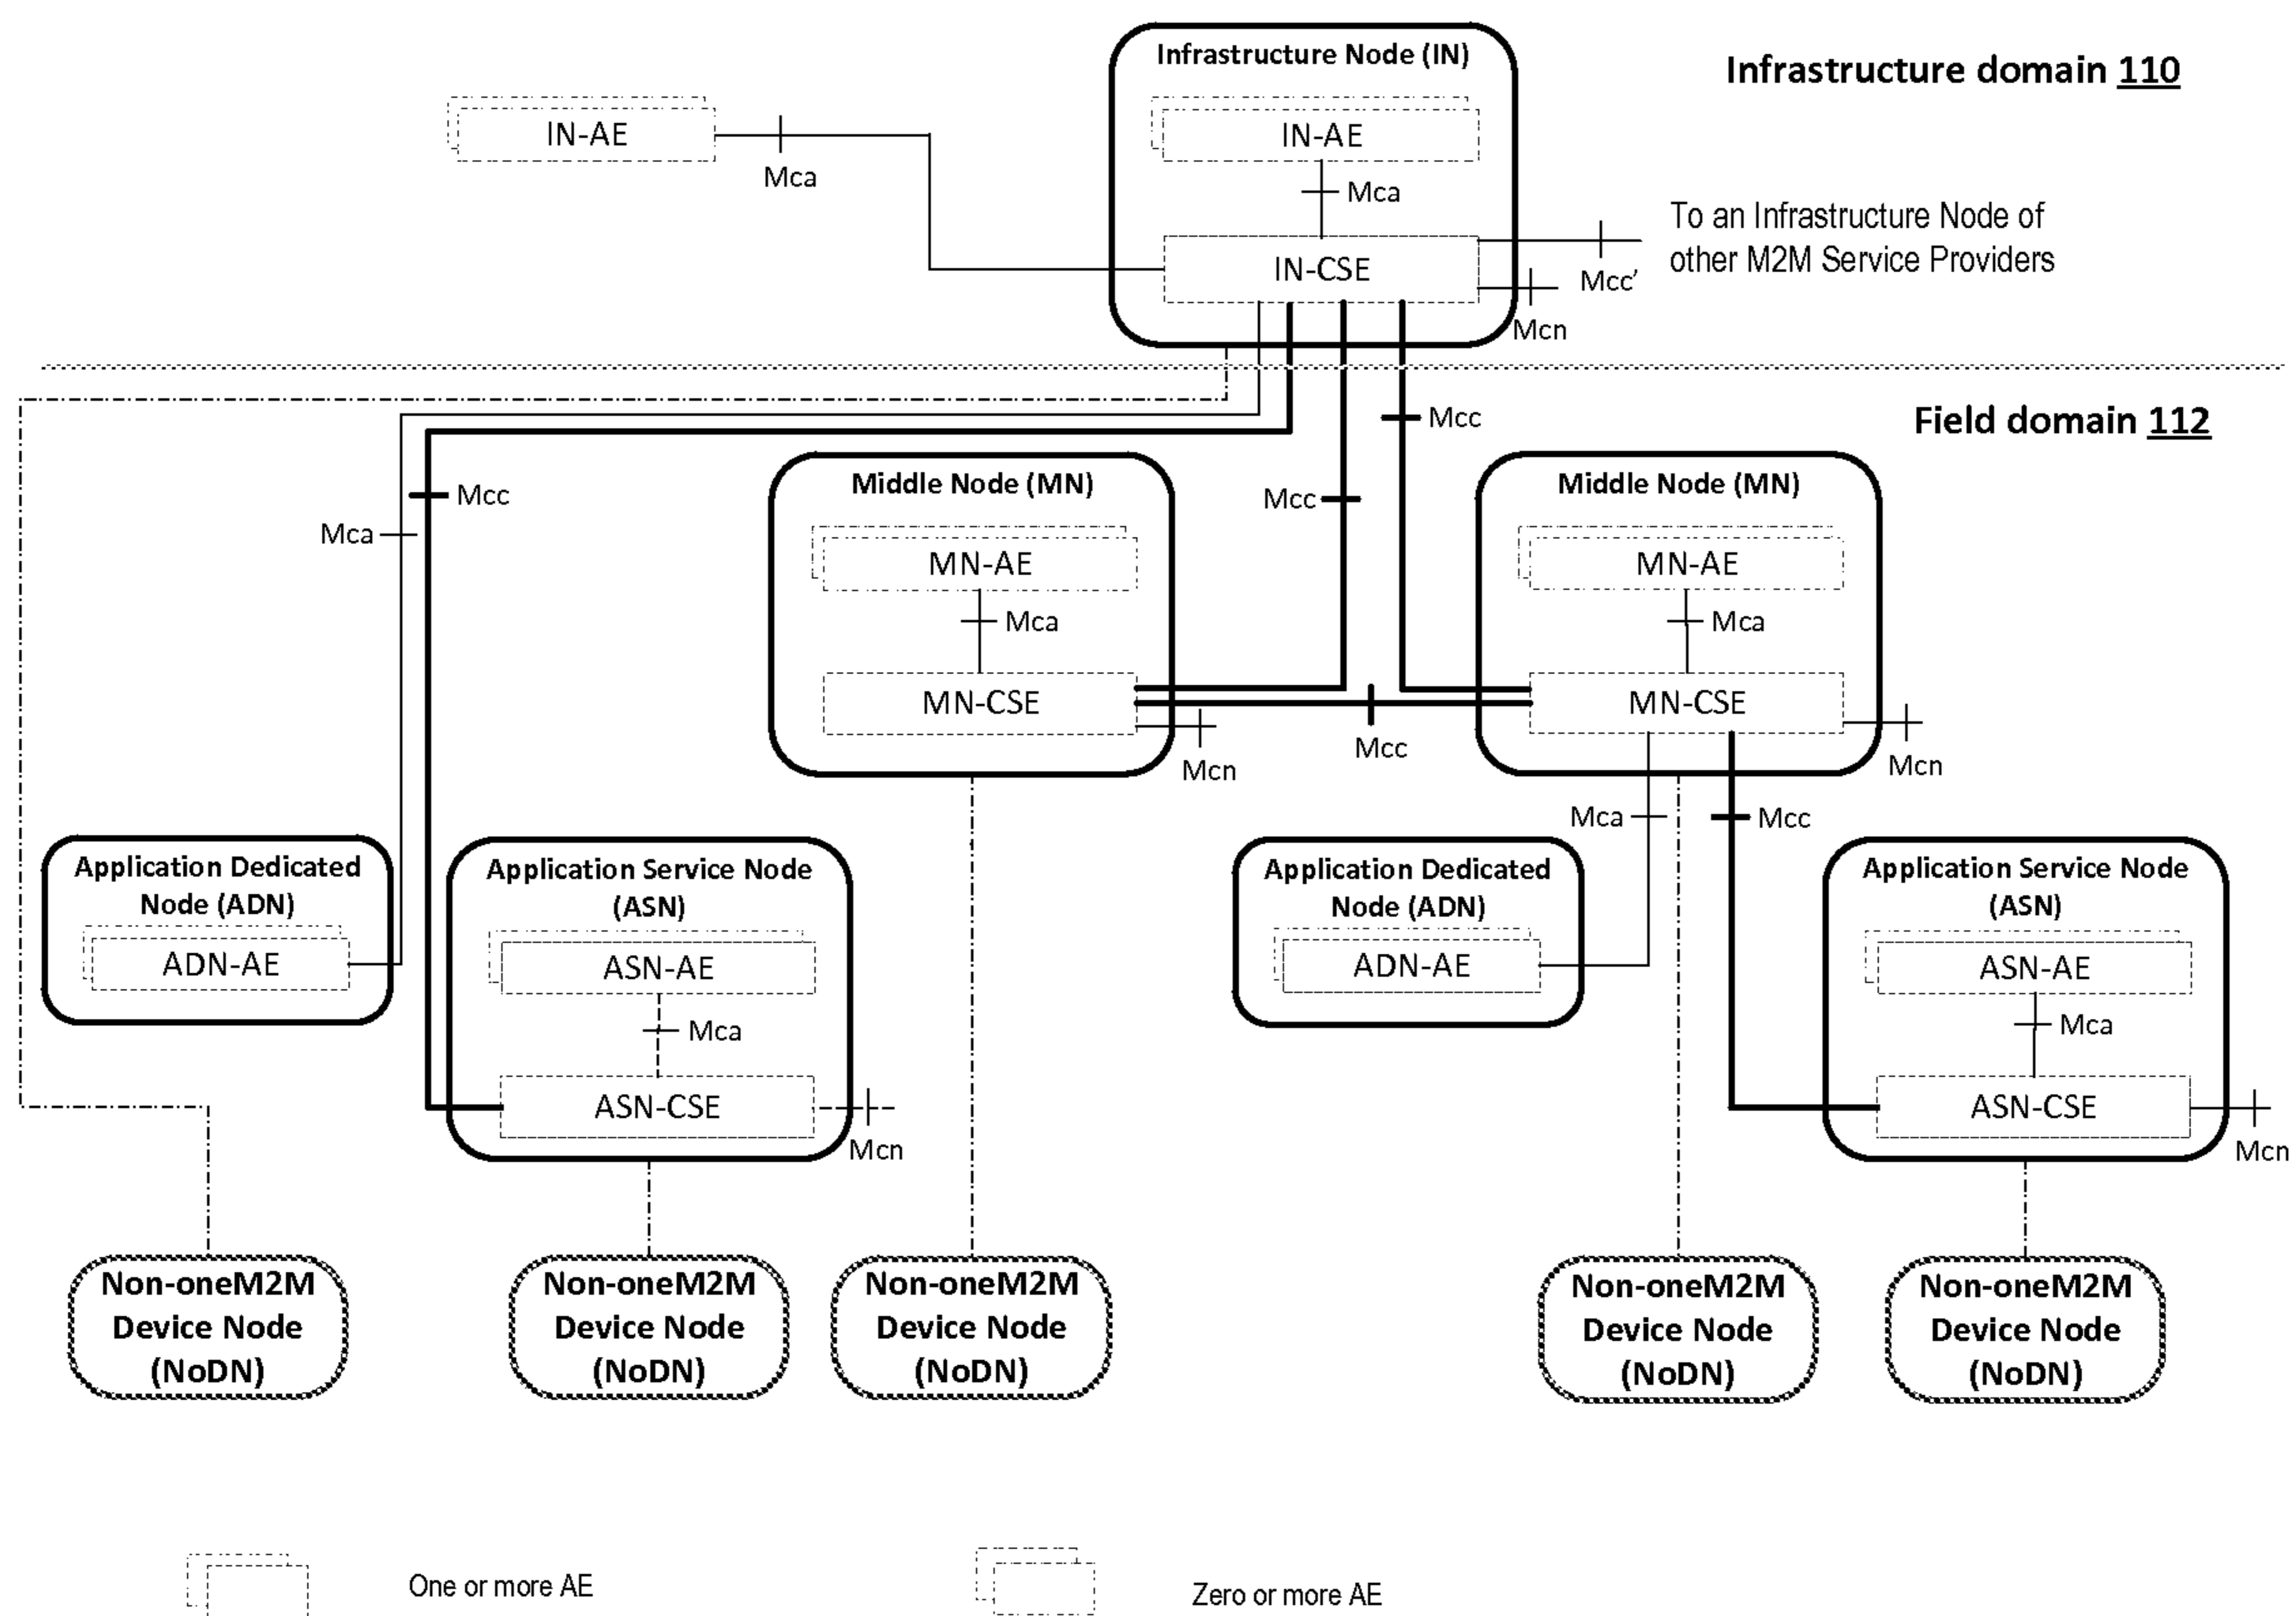 Infrastructure Node (IN)
Infrastructure domain 110
IN-AE
IN-AE
Mca
Mca
To an Infrastructure Node of
other M2M Service Providers
IN-CSE
Mcc'
Mcn
Field domain 112
Mcc
Mcc
Mca
Middle Node (MN)
Mcc
Middle Node (MN)
MN-AE
MN-AE
Mca
Mca
MN-CSE
MN-CSE
Mcc
Mcn
Mcn
Mca
Mcc
Application Dedicated
Node (ADN)
ADN-AE
Application Service Node
(ASN)
ASN-AE
Mca
ASN-CSE
Mcn
Application Dedicated
Node (ADN)
ADN-AE
Application Service Node
(ASN)
ASN-AE
Mca
ASN-CSE
Mcn
Non-oneM2M
Device Node
(NoDN)
Non-oneM2M
Device Node
(NoDN)
Non-oneM2M
Device Node
(NoDN)
Non-oneM2M
Device Node
(NoDN)
Non-oneM2M
Device Node
(NoDN)
One or more AE
Zero or more AE